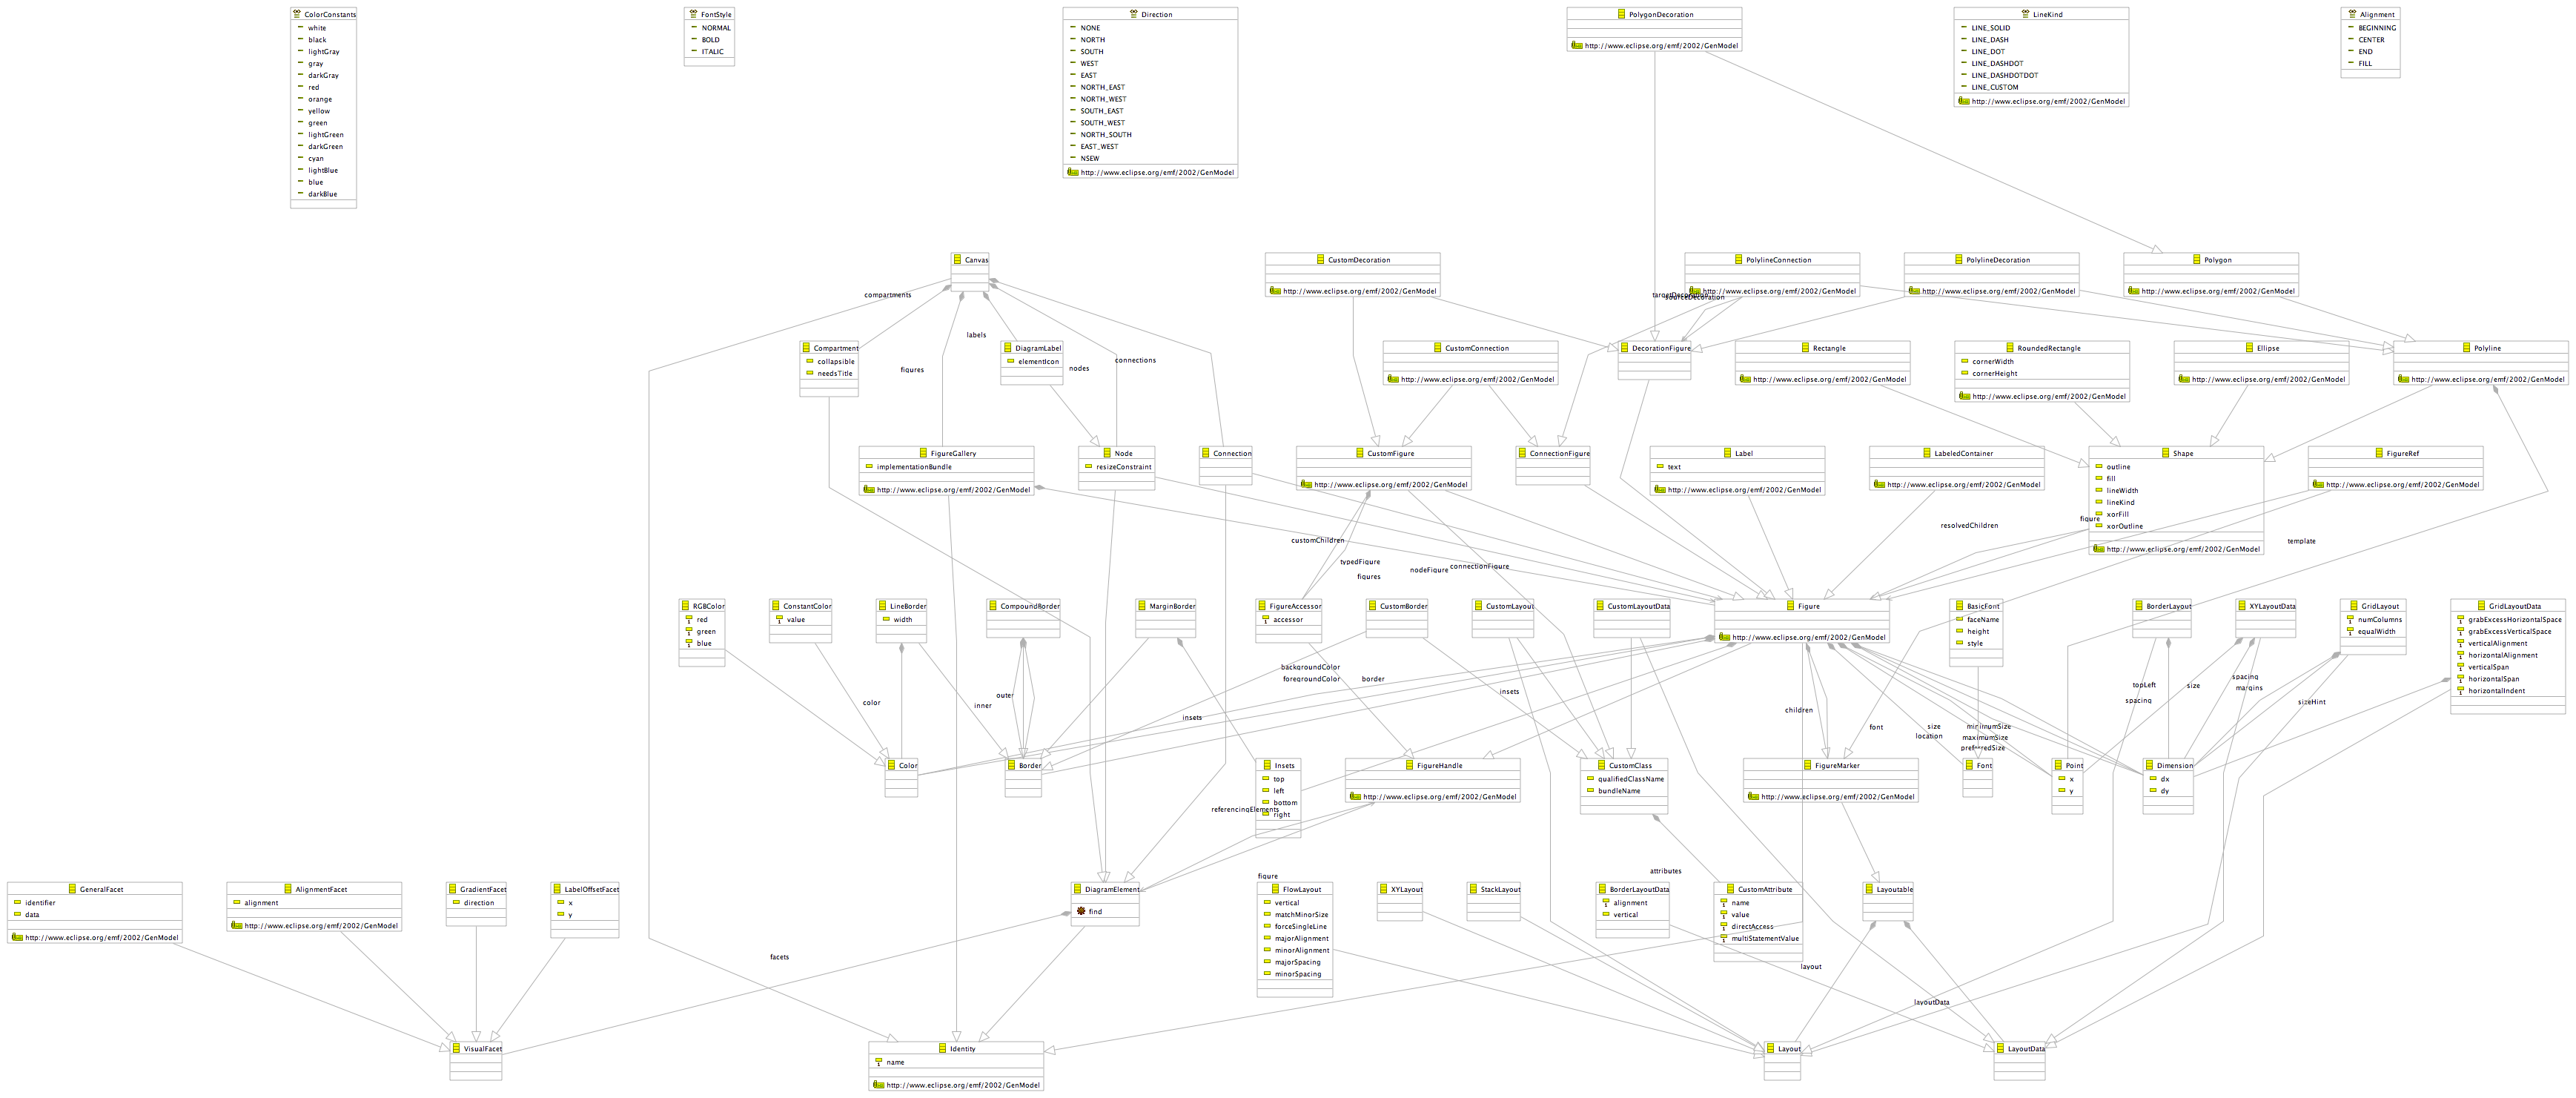 ColorConstants
white
black
lightGray
gray
darkGray
red
orange
yellow
green
lightGreen
darkGreen
cyan
lightBlue
blue
darkBlue
FontStyle
NORMAL
BOLD
ITALIC
Direction
NONE
NORTH
SOUTH
WEST
EAST
NORTH_EAST
NORTH_WEST
SOUTH_EAST
SOUTH_WEST
NORTH_SOUTH
EAST_WEST
NSEW
http://www.eclipse.org/emf/2002/GenModel
PolygonDecoration
http://www.eclipse.org/emf/2002/GenModel
LineKind
LINE_SOLID
LINE_DASH
LINE_DOT
LINE_DASHDOT
LINE_DASHDOTDOT
LINE_CUSTOM
http://www.eclipse.org/emf/2002/GenModel
Alignment
BEGINNING
CENTER
END
FILL
Canvas
CustomDecoration
http://www.eclipse.org/emf/2002/GenModel
PolylineConnection
http://www.eclipse.org/emf/2002/GenModel
PolylineDecoration
http://www.eclipse.org/emf/2002/GenModel
Polygon
http://www.eclipse.org/emf/2002/GenModel
compartments
targetDecoration
sourceDecoration
labels
connections
figures
nodes
Compartment
collapsible
needsTitle
DiagramLabel
elementIcon
CustomConnection
http://www.eclipse.org/emf/2002/GenModel
DecorationFigure
Rectangle
http://www.eclipse.org/emf/2002/GenModel
RoundedRectangle
cornerWidth
cornerHeight
http://www.eclipse.org/emf/2002/GenModel
Ellipse
http://www.eclipse.org/emf/2002/GenModel
Polyline
http://www.eclipse.org/emf/2002/GenModel
FigureGallery
implementationBundle
http://www.eclipse.org/emf/2002/GenModel
Node
resizeConstraint
Connection
CustomFigure
http://www.eclipse.org/emf/2002/GenModel
ConnectionFigure
Label
text
http://www.eclipse.org/emf/2002/GenModel
LabeledContainer
http://www.eclipse.org/emf/2002/GenModel
Shape
outline
fill
lineWidth
lineKind
xorFill
xorOutline
http://www.eclipse.org/emf/2002/GenModel
FigureRef
http://www.eclipse.org/emf/2002/GenModel
resolvedChildren
figure
template
customChildren
typedFigure
figures
nodeFigure
connectionFigure
RGBColor
red
green
blue
ConstantColor
value
LineBorder
width
CompoundBorder
MarginBorder
FigureAccessor
accessor
CustomBorder
CustomLayout
CustomLayoutData
Figure
http://www.eclipse.org/emf/2002/GenModel
BasicFont
faceName
height
style
BorderLayout
XYLayoutData
GridLayout
numColumns
equalWidth
GridLayoutData
grabExcessHorizontalSpace
grabExcessVerticalSpace
verticalAlignment
horizontalAlignment
verticalSpan
horizontalSpan
horizontalIndent
backgroundColor
foregroundColor
border
insets
outer
inner
color
insets
children
font
size
location
minimumSize
maximumSize
preferredSize
topLeft
spacing
size
spacing
margins
sizeHint
Color
Border
Insets
top
left
bottom
right
FigureHandle
http://www.eclipse.org/emf/2002/GenModel
CustomClass
qualifiedClassName
bundleName
FigureMarker
http://www.eclipse.org/emf/2002/GenModel
Font
Point
x
y
Dimension
dx
dy
referencingElements
figure
attributes
GeneralFacet
identifier
data
http://www.eclipse.org/emf/2002/GenModel
AlignmentFacet
alignment
http://www.eclipse.org/emf/2002/GenModel
GradientFacet
direction
LabelOffsetFacet
x
y
DiagramElement
find
FlowLayout
vertical
matchMinorSize
forceSingleLine
majorAlignment
minorAlignment
majorSpacing
minorSpacing
XYLayout
StackLayout
BorderLayoutData
alignment
vertical
CustomAttribute
name
value
directAccess
multiStatementValue
Layoutable
facets
layout
layoutData
VisualFacet
Identity
name
http://www.eclipse.org/emf/2002/GenModel
Layout
LayoutData